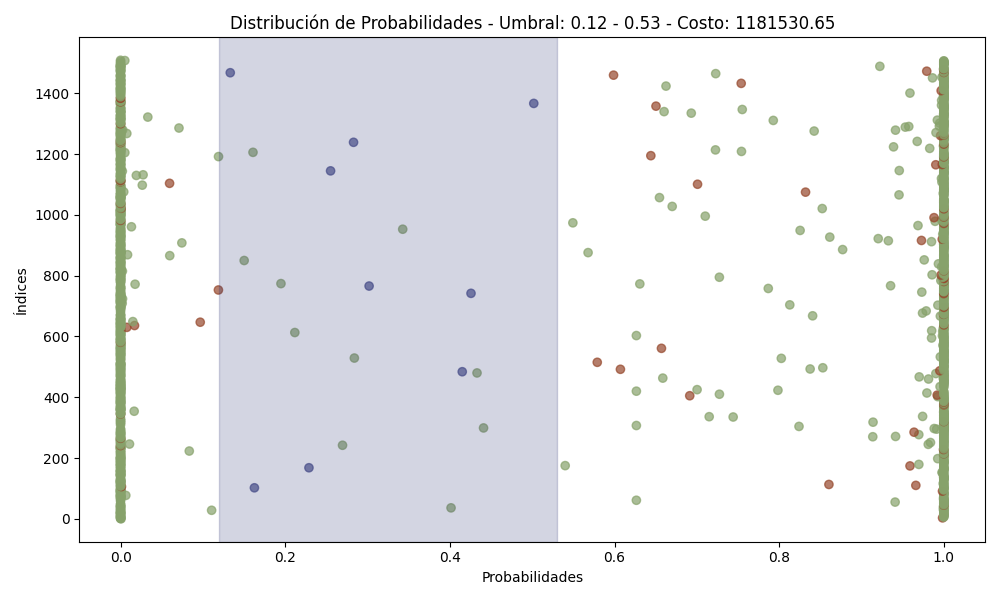 Distribución de Probabilidades - Umbral: 0.12 - 0.53 - Costo: 1181530.65
1400
1200
1000
800
600
400
200
0
Índices
0.0 0.2 0.4 0.6 0.8 1.0
Probabilidades